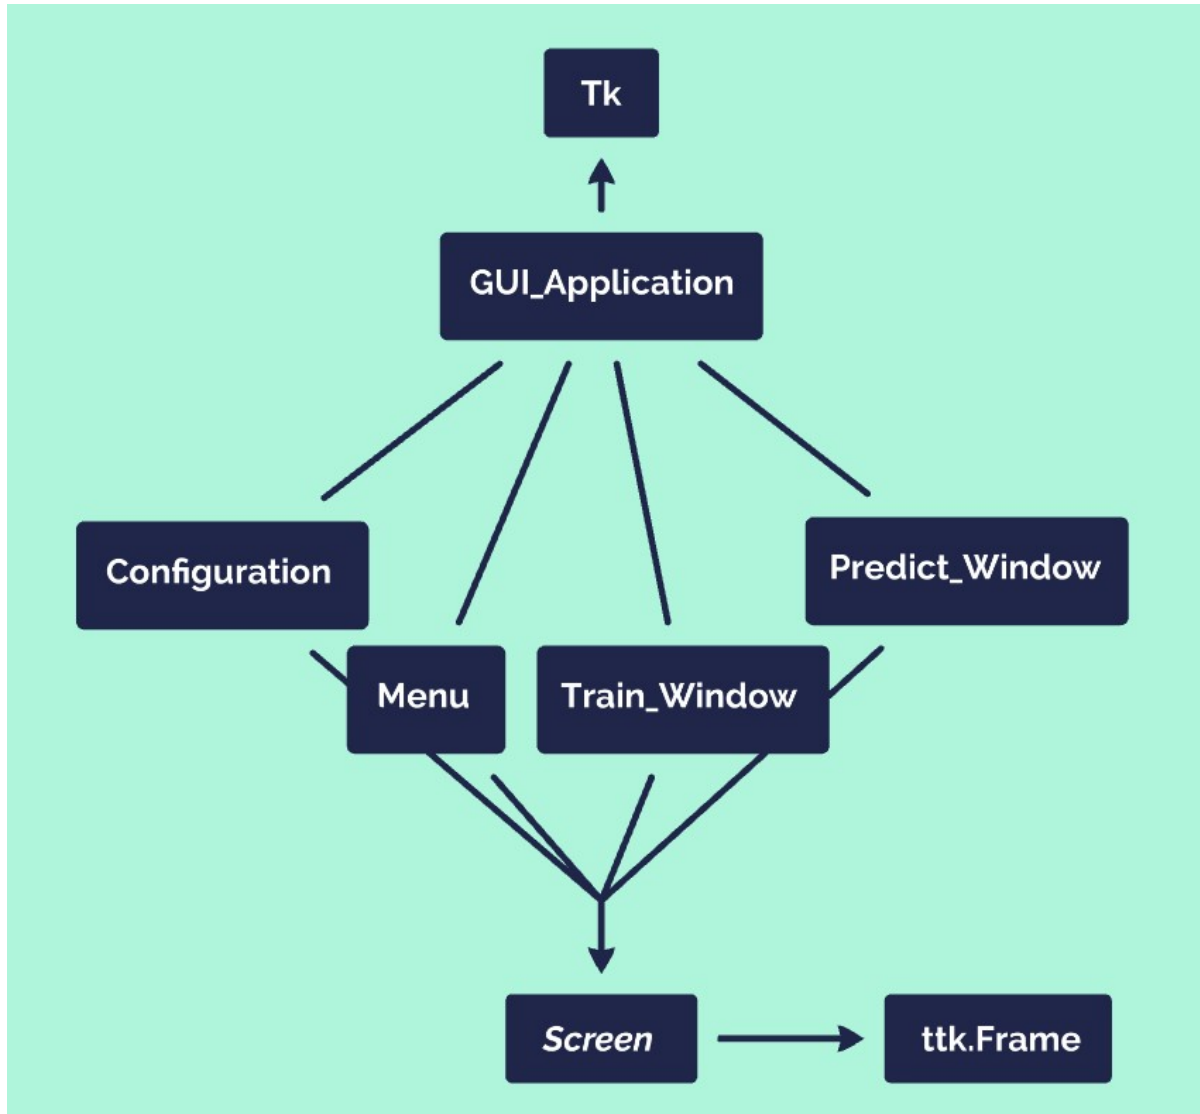 Tk
GUI_Application
Configuration
Predict_Window
Menu
Train_Window
Screen
ttk.Frame